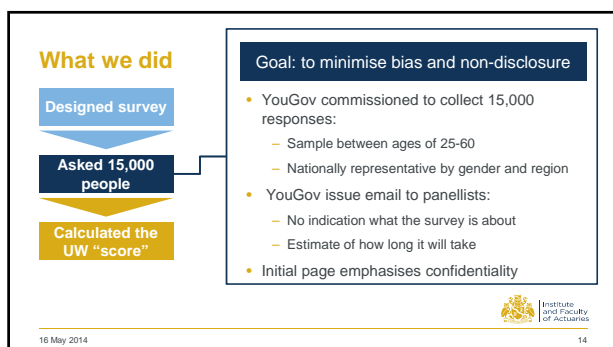 What we did
Designed survey
Asked 15,000
people
Calculated the
UW “score”
Goal: to minimise bias and non-disclosure
• YouGov commissioned to collect 15,000
responses:
– Sample between ages of 25-60
– Nationally representative by gender and region
• YouGov issue email to panellists:
– No indication what the survey is about
– Estimate of how long it will take
• Initial page emphasises confidentiality
Institute
and Faculty
of Actuaries
16 May 2014
14